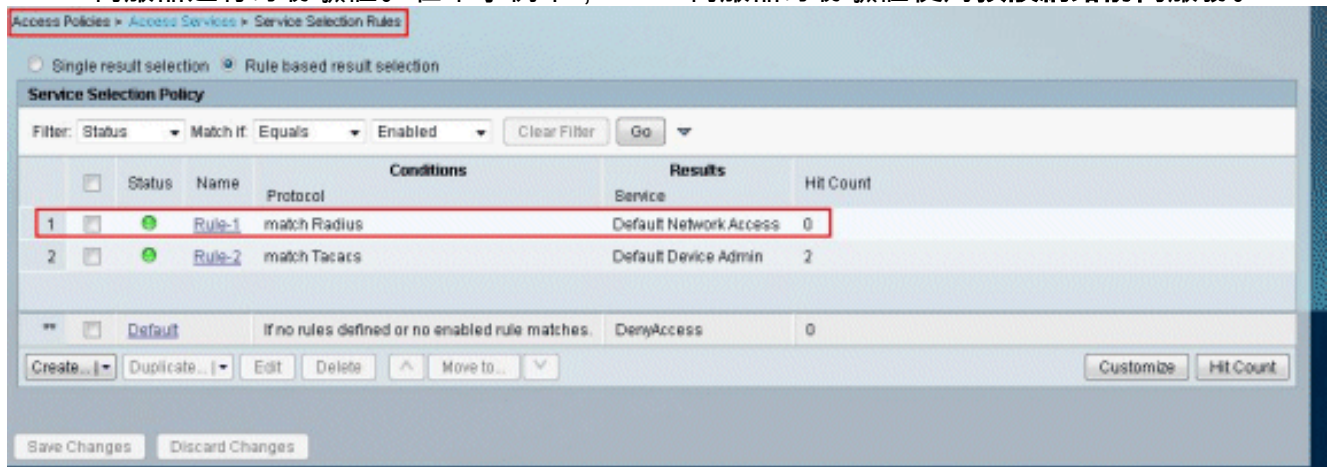 Access Policies > Access Services > Service Selection Rules
Single result selection Rule based result selection
Service Selection Policy
Filter: Status Match if: Equals Enabled Clear Filter Go
Conditions Results
Status Name Protocol Service Hit Count
1 Rule-1 match Radius Default Network Access 0
2 Rule-2 match Tacacs Default Device Admin 2
** Default If no rules defined or no enabled rule matches. DenyAccess 0
Create... Duplicate... Edit Delete Move to... Customize Hit Count
Save Changes Discard Changes